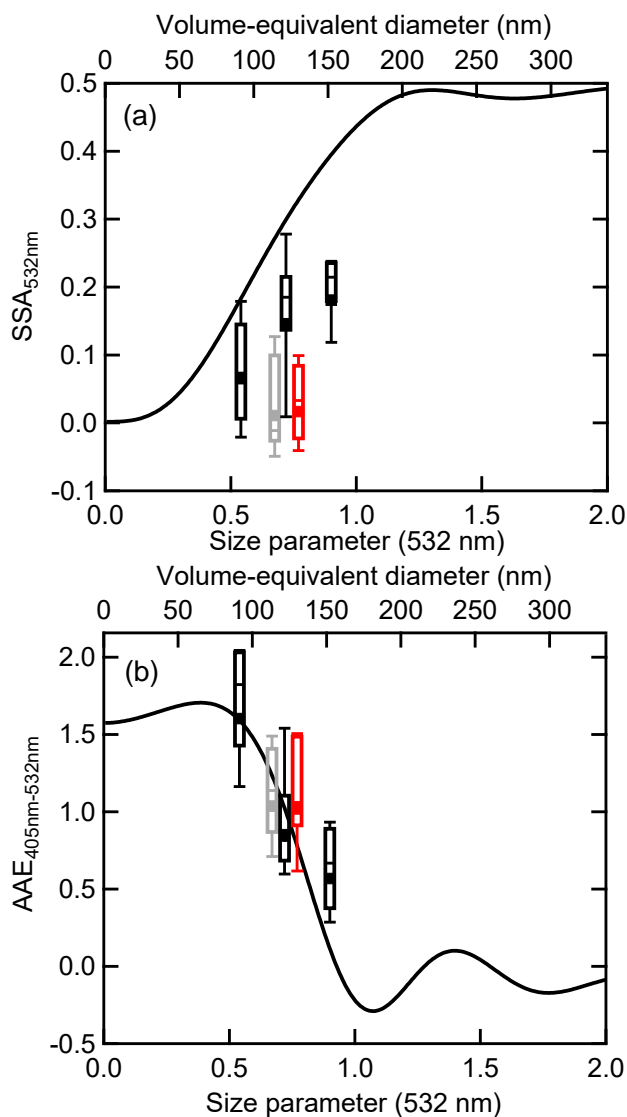 Volume-equivalent diameter (nm)
0 50 100 150 200 250 300
(a)
0.5
0.4
0.3
0.2
0.1
0.0
-0.1
SSA532nm
0.0 0.5 1.0 1.5 2.0
Size parameter (532 nm)
Volume-equivalent diameter (nm)
0 50 100 150 200 250 300
(b)
2.0
1.5
1.0
0.5
0.0
-0.5
AAE405nm-532nm
0.0 0.5 1.0 1.5 2.0
Size parameter (532 nm)